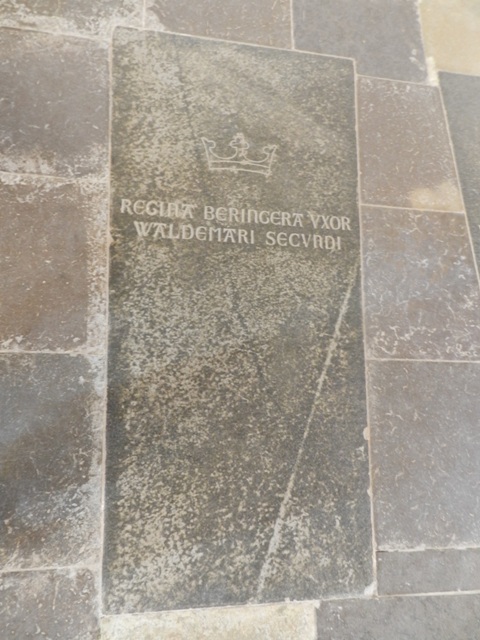 REGINA BERINGERA VXOR
WALDEMARI SECVNDI